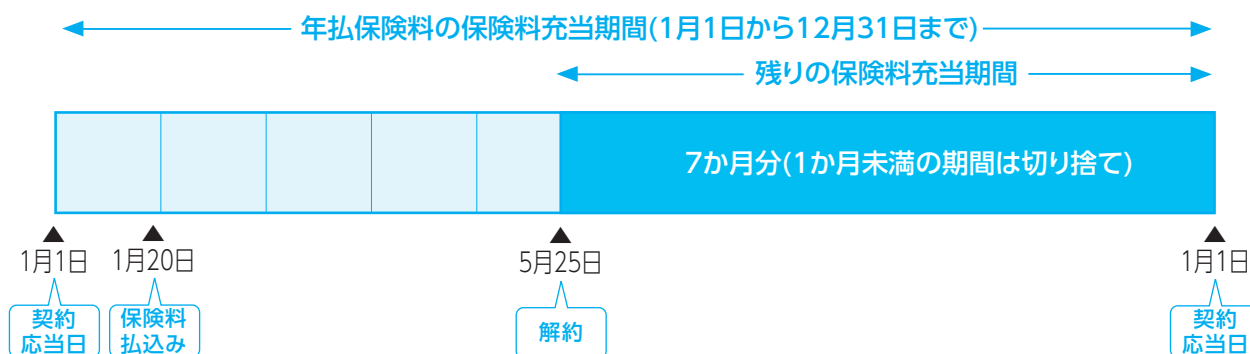 年払保険料の保険料充当期間(1月1日から12月31日まで)
残りの保険料充当期間
7か月分(1か月未満の期間は切り捨て)
1月1日
1月20日
5月25日
1月1日
契約
応当日
保険料
払込み
解約
契約
応当日